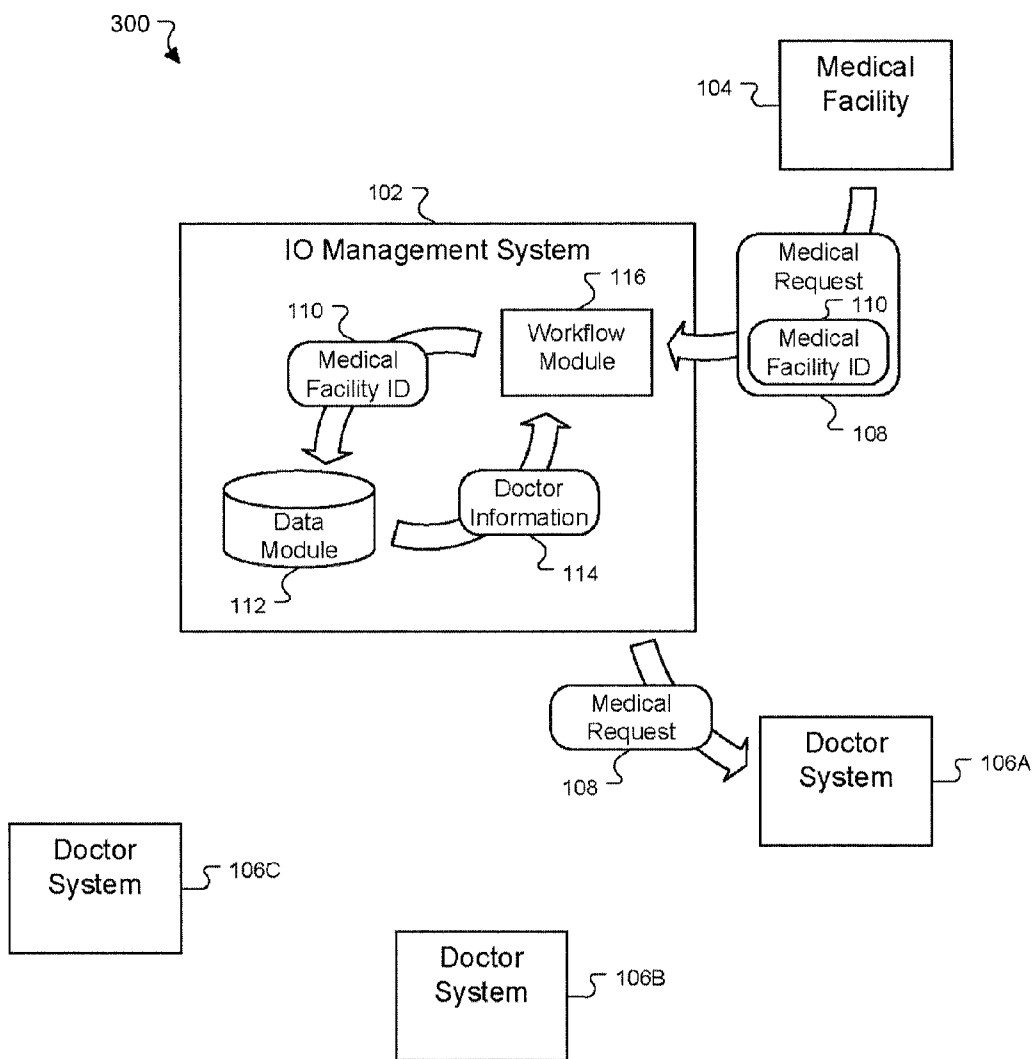 300
Medical
Facility
104
102
IO Management System
116
Medical
Request
110
110
Workflow
Module
Medical
Facility ID
Medical
Facility ID
108
Data
Module
Doctor
Information
112
114
Medical
Request
108
Doctor
System
106A
Doctor
System
106C
Doctor
System
106B